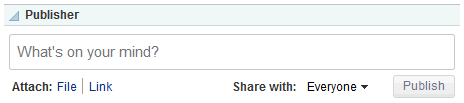 Publisher
What's on your mind?
Attach: File | Link Share with: Everyone Publish